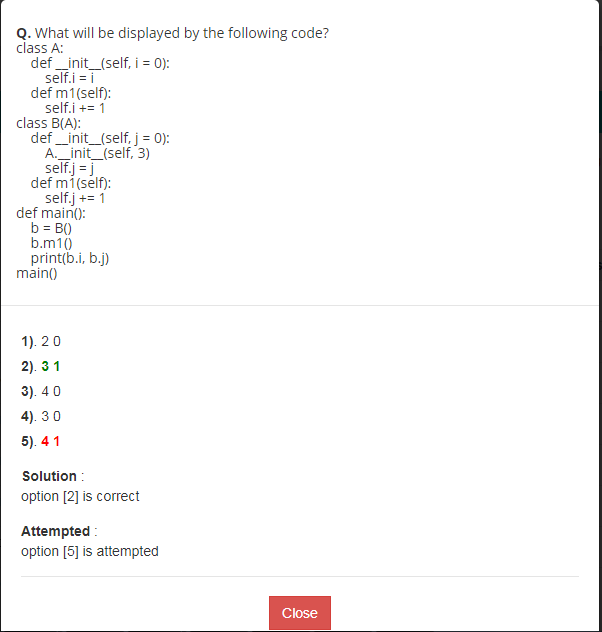 Q. What will be displayed by the following code?
class A:
def __init__(self, i = 0):
self.i = i
def m1(self):
self.i += 1
class B(A):
def __init__(self, j = 0):
A.__init__(self, 3)
self.j = j
def m1(self):
self.j += 1
def main():
b = B()
b.m1()
print(b.i, b.j)
main()
1). 2 0
2). 3 1
3). 4 0
4). 3 0
5). 4 1
Solution :
option [2] is correct
Attempted :
option [5] is attempted
Close